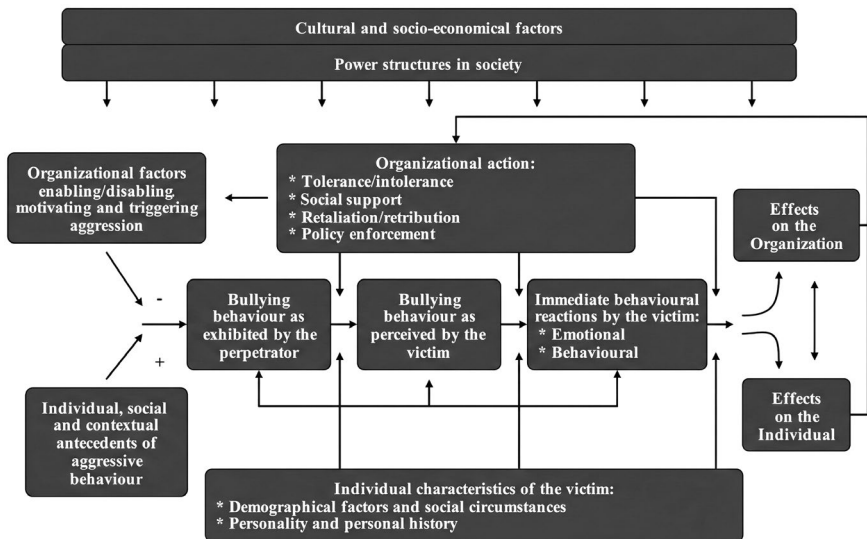 Cultural and socio-economical factors
Power structures in society
Organizational factors
enabling/disabling,
motivating and triggering
aggression
Organizational action:
* Tolerance/intolerance
* Social support
* Retaliation/retribution
* Policy enforcement
Effects
on the
Organization
-
Bullying
behaviour as
exhibited by the
perpetrator
Bullying
behaviour as
perceived by the
victim
Immediate behavioural
reactions by the victim:
* Emotional
* Behavioural
+
Individual, social
and contextual
antecedents of
aggressive
behaviour
Effects
on the
Individual
Individual characteristics of the victim:
* Demographical factors and social circumstances
* Personality and personal history